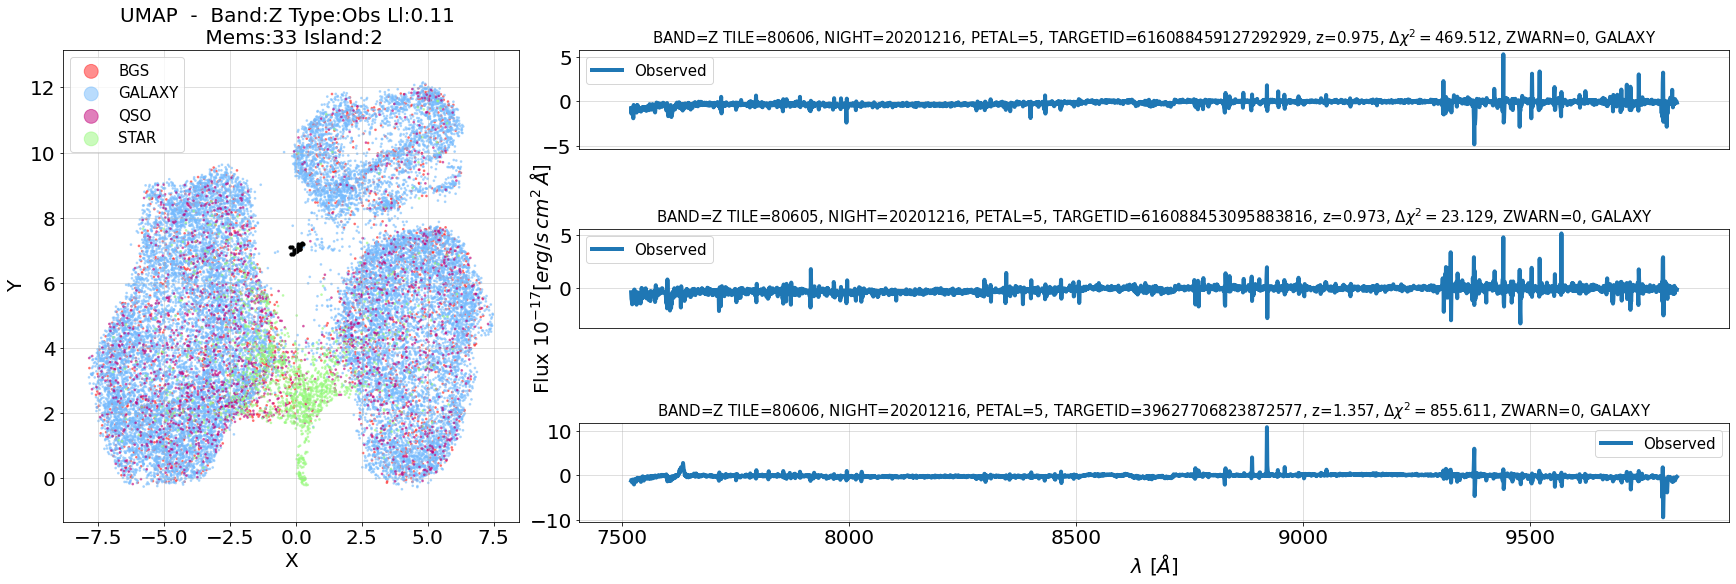 UMAP - Band:Z Type:Obs Ll:0.11
Mems:33 Island:2
BGS
GALAXY
QSO
STAR
12
10
8
6
4
2
0
Y
−7.5 −5.0 −2.5 0.0 2.5 5.0 7.5
X
BAND=Z TILE=80606, NIGHT=20201216, PETAL=5, TARGETID=616088459127292929, z=0.975, Δχ² = 469.512, ZWARN=0, GALAXY
Observed
5
0
−5
BAND=Z TILE=80605, NIGHT=20201216, PETAL=5, TARGETID=616088453095883816, z=0.973, Δχ² = 23.129, ZWARN=0, GALAXY
Observed
5
0
Flux 10⁻¹⁷[erg/s cm² Å]
BAND=Z TILE=80606, NIGHT=20201216, PETAL=5, TARGETID=39627706823872577, z=1.357, Δχ² = 855.611, ZWARN=0, GALAXY
Observed
10
0
−10
7500 8000 8500 9000 9500
λ [Å]